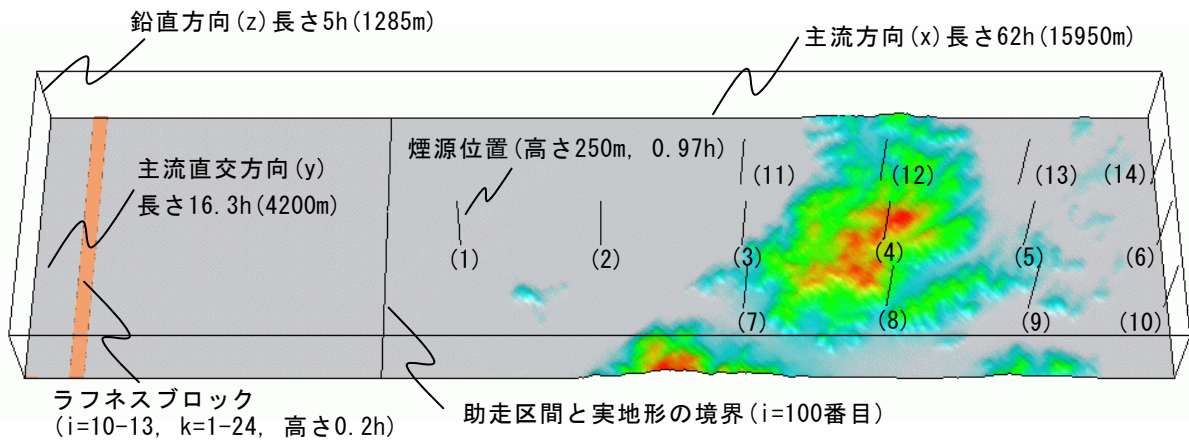 鉛直方向(z)長さ5h(1285m)
主流方向(x)長さ62h(15950m)
煙源位置(高さ250m, 0.97h)
主流直交方向(y)
長さ16.3h(4200m)
(11)
(12)
(13)
(14)
(1)
(2)
(3)
(4)
(5)
(6)
(7)
(8)
(9)
(10)
ラフネスブロック
(i=10-13, k=1-24, 高さ0.2h)
助走区間と実地形の境界(i=100番目)